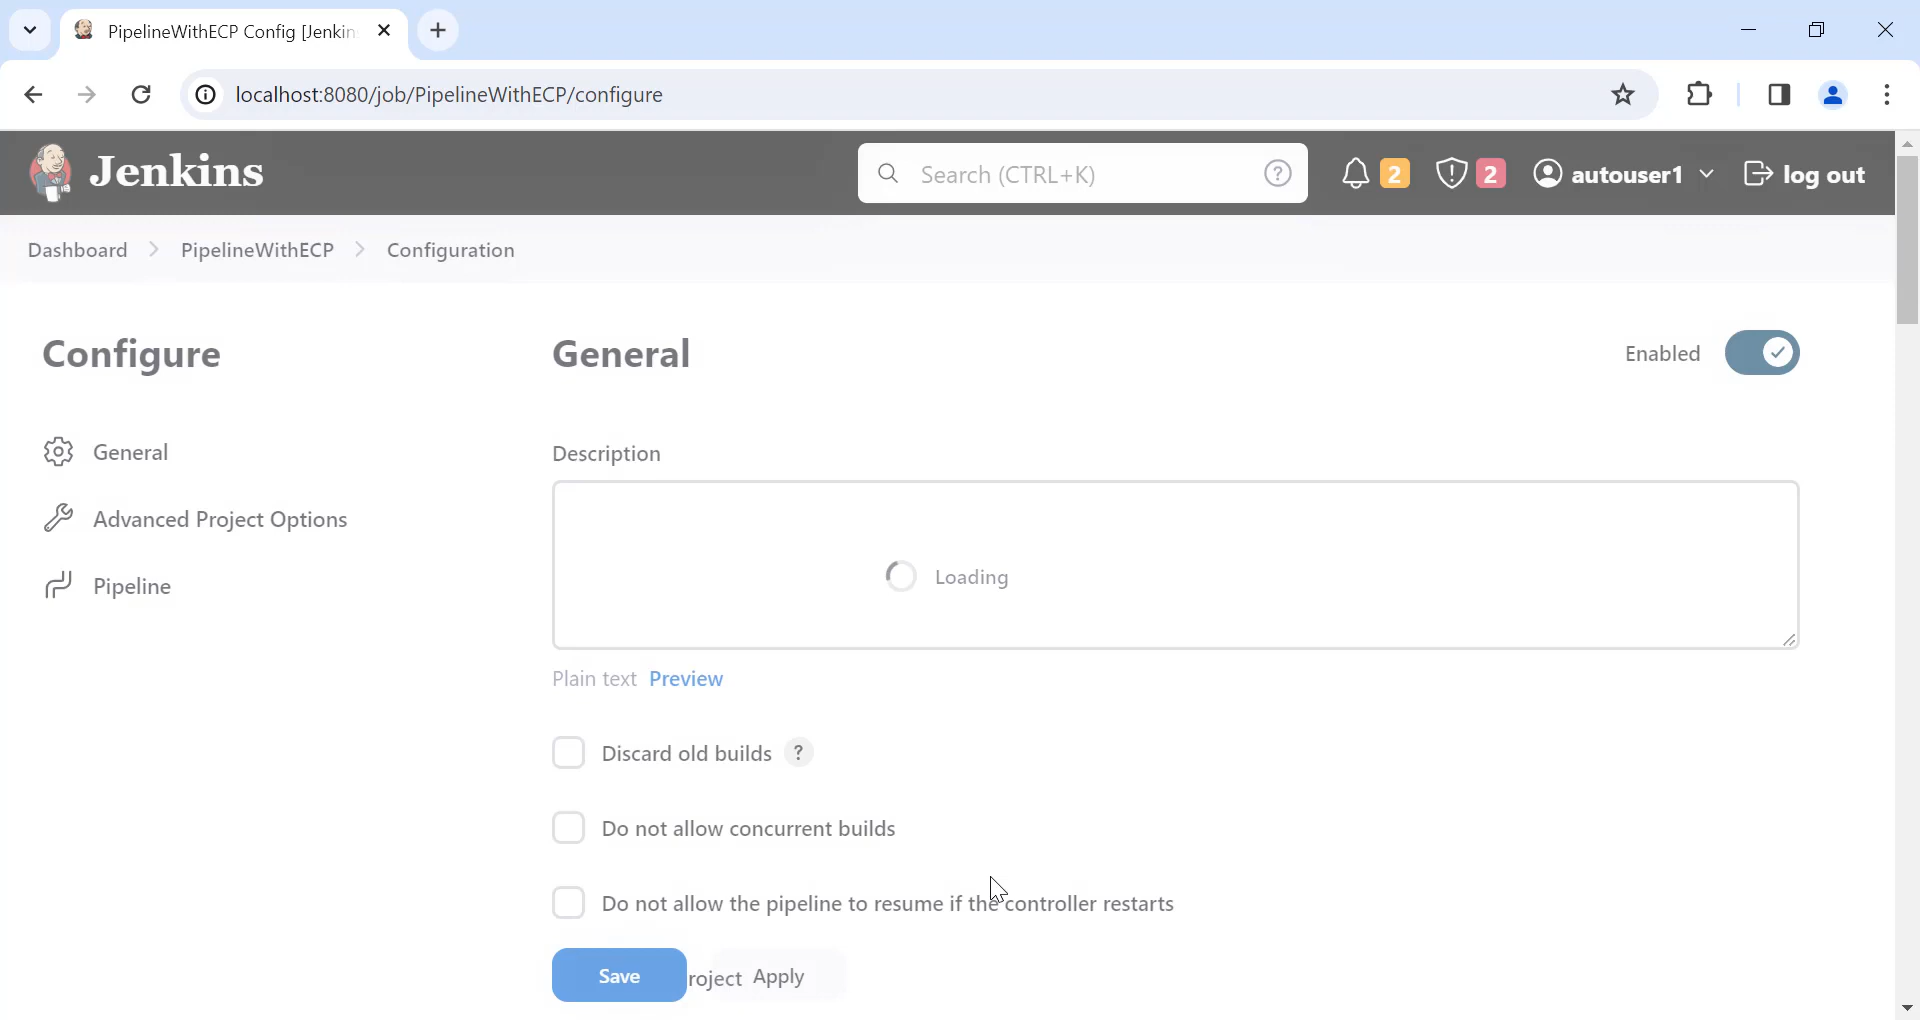 PipelineWithECP Config [Jenkin
localhost:8080/job/PipelineWithECP/configure
Jenkins
Search (CTRL+K)
?
2
2
autouser1
log out
Dashboard
PipelineWithECP
Configuration
Configure
General
Enabled
General
Advanced Project Options
Pipeline
Description
Loading
Plain text Preview
Discard old builds ?
Do not allow concurrent builds
Do not allow the pipeline to resume if the controller restarts
Save
roject
Apply